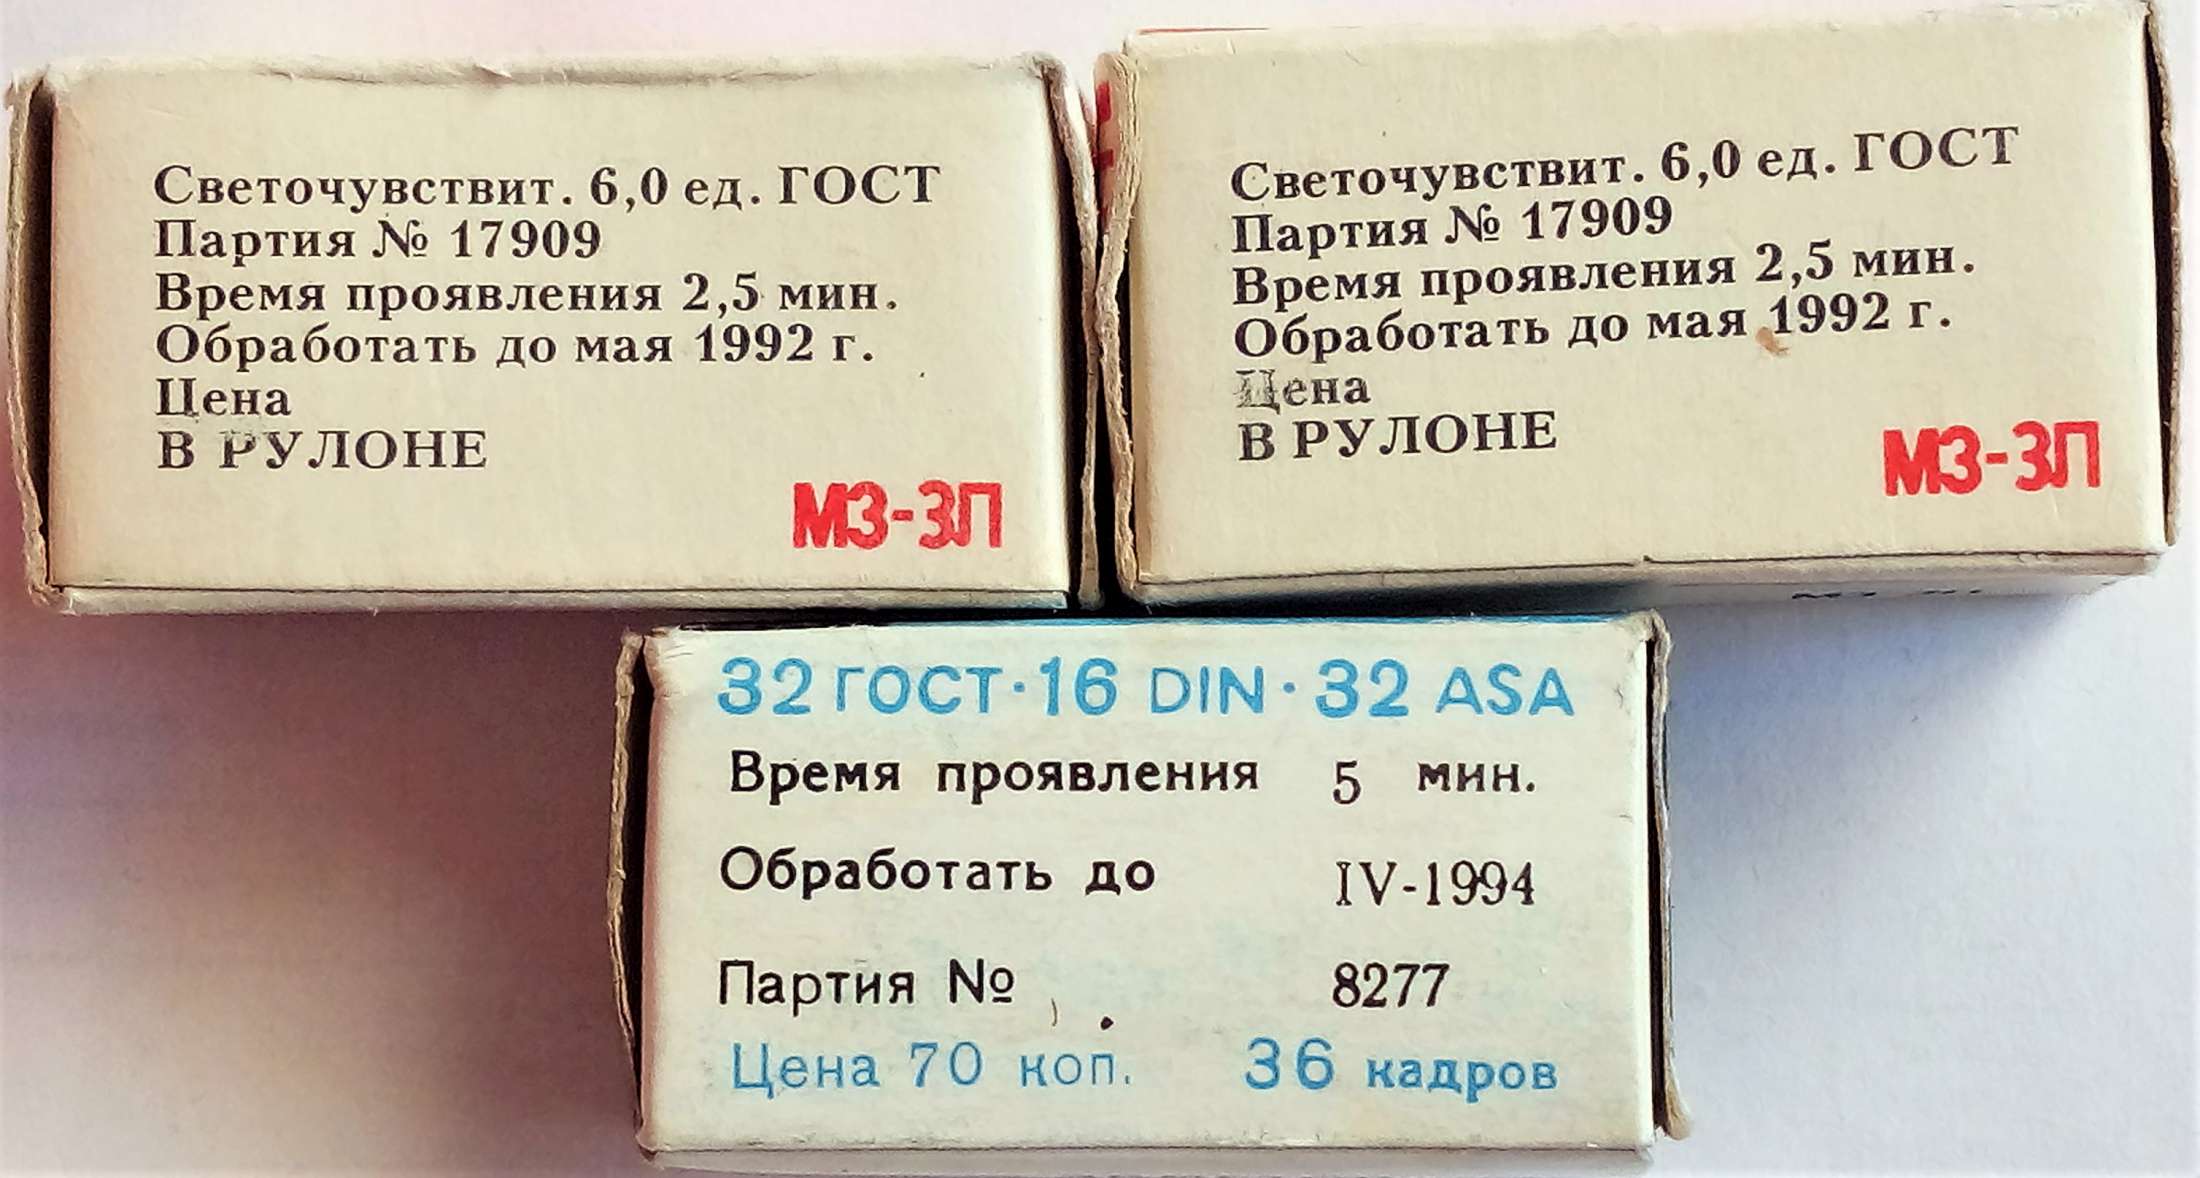 Светочувствит. 6,0 ед. ГОСТ
Партия № 17909
Время проявления 2,5 мин.
Обработать до мая 1992 г.
Цена
В РУЛОНЕ
МЗ-ЗЛ
Светочувствит. 6,0 ед. ГОСТ
Партия № 17909
Время проявления 2,5 мин.
Обработать до мая 1992 г.
Цена
В РУЛОНЕ
МЗ-ЗЛ
32 ГОСТ·16 DIN·32 ASA
Время проявления 5 мин.
Обработать до IV-1994
Партия № 8277
Цена 70 коп. 36 кадров